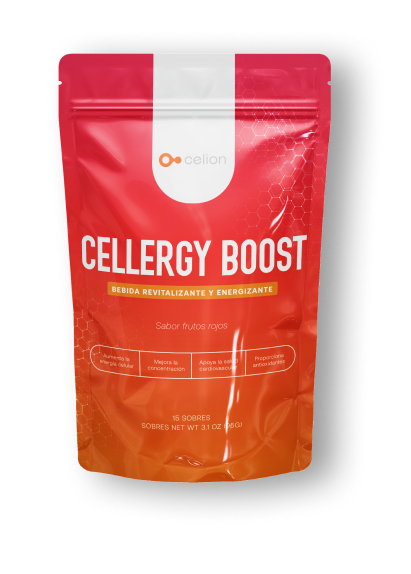 celion
CELLERGY BOOST
BEBIDA REVITALIZANTE Y ENERGIZANTE
Sabor frutos rojos
Aumenta la
energía celular
Mejora la
concentración
Apoya la salud
cardiovascular
Proporciona
antioxidantes
15 SOBRES
SOBRES NET WT 3.1 OZ